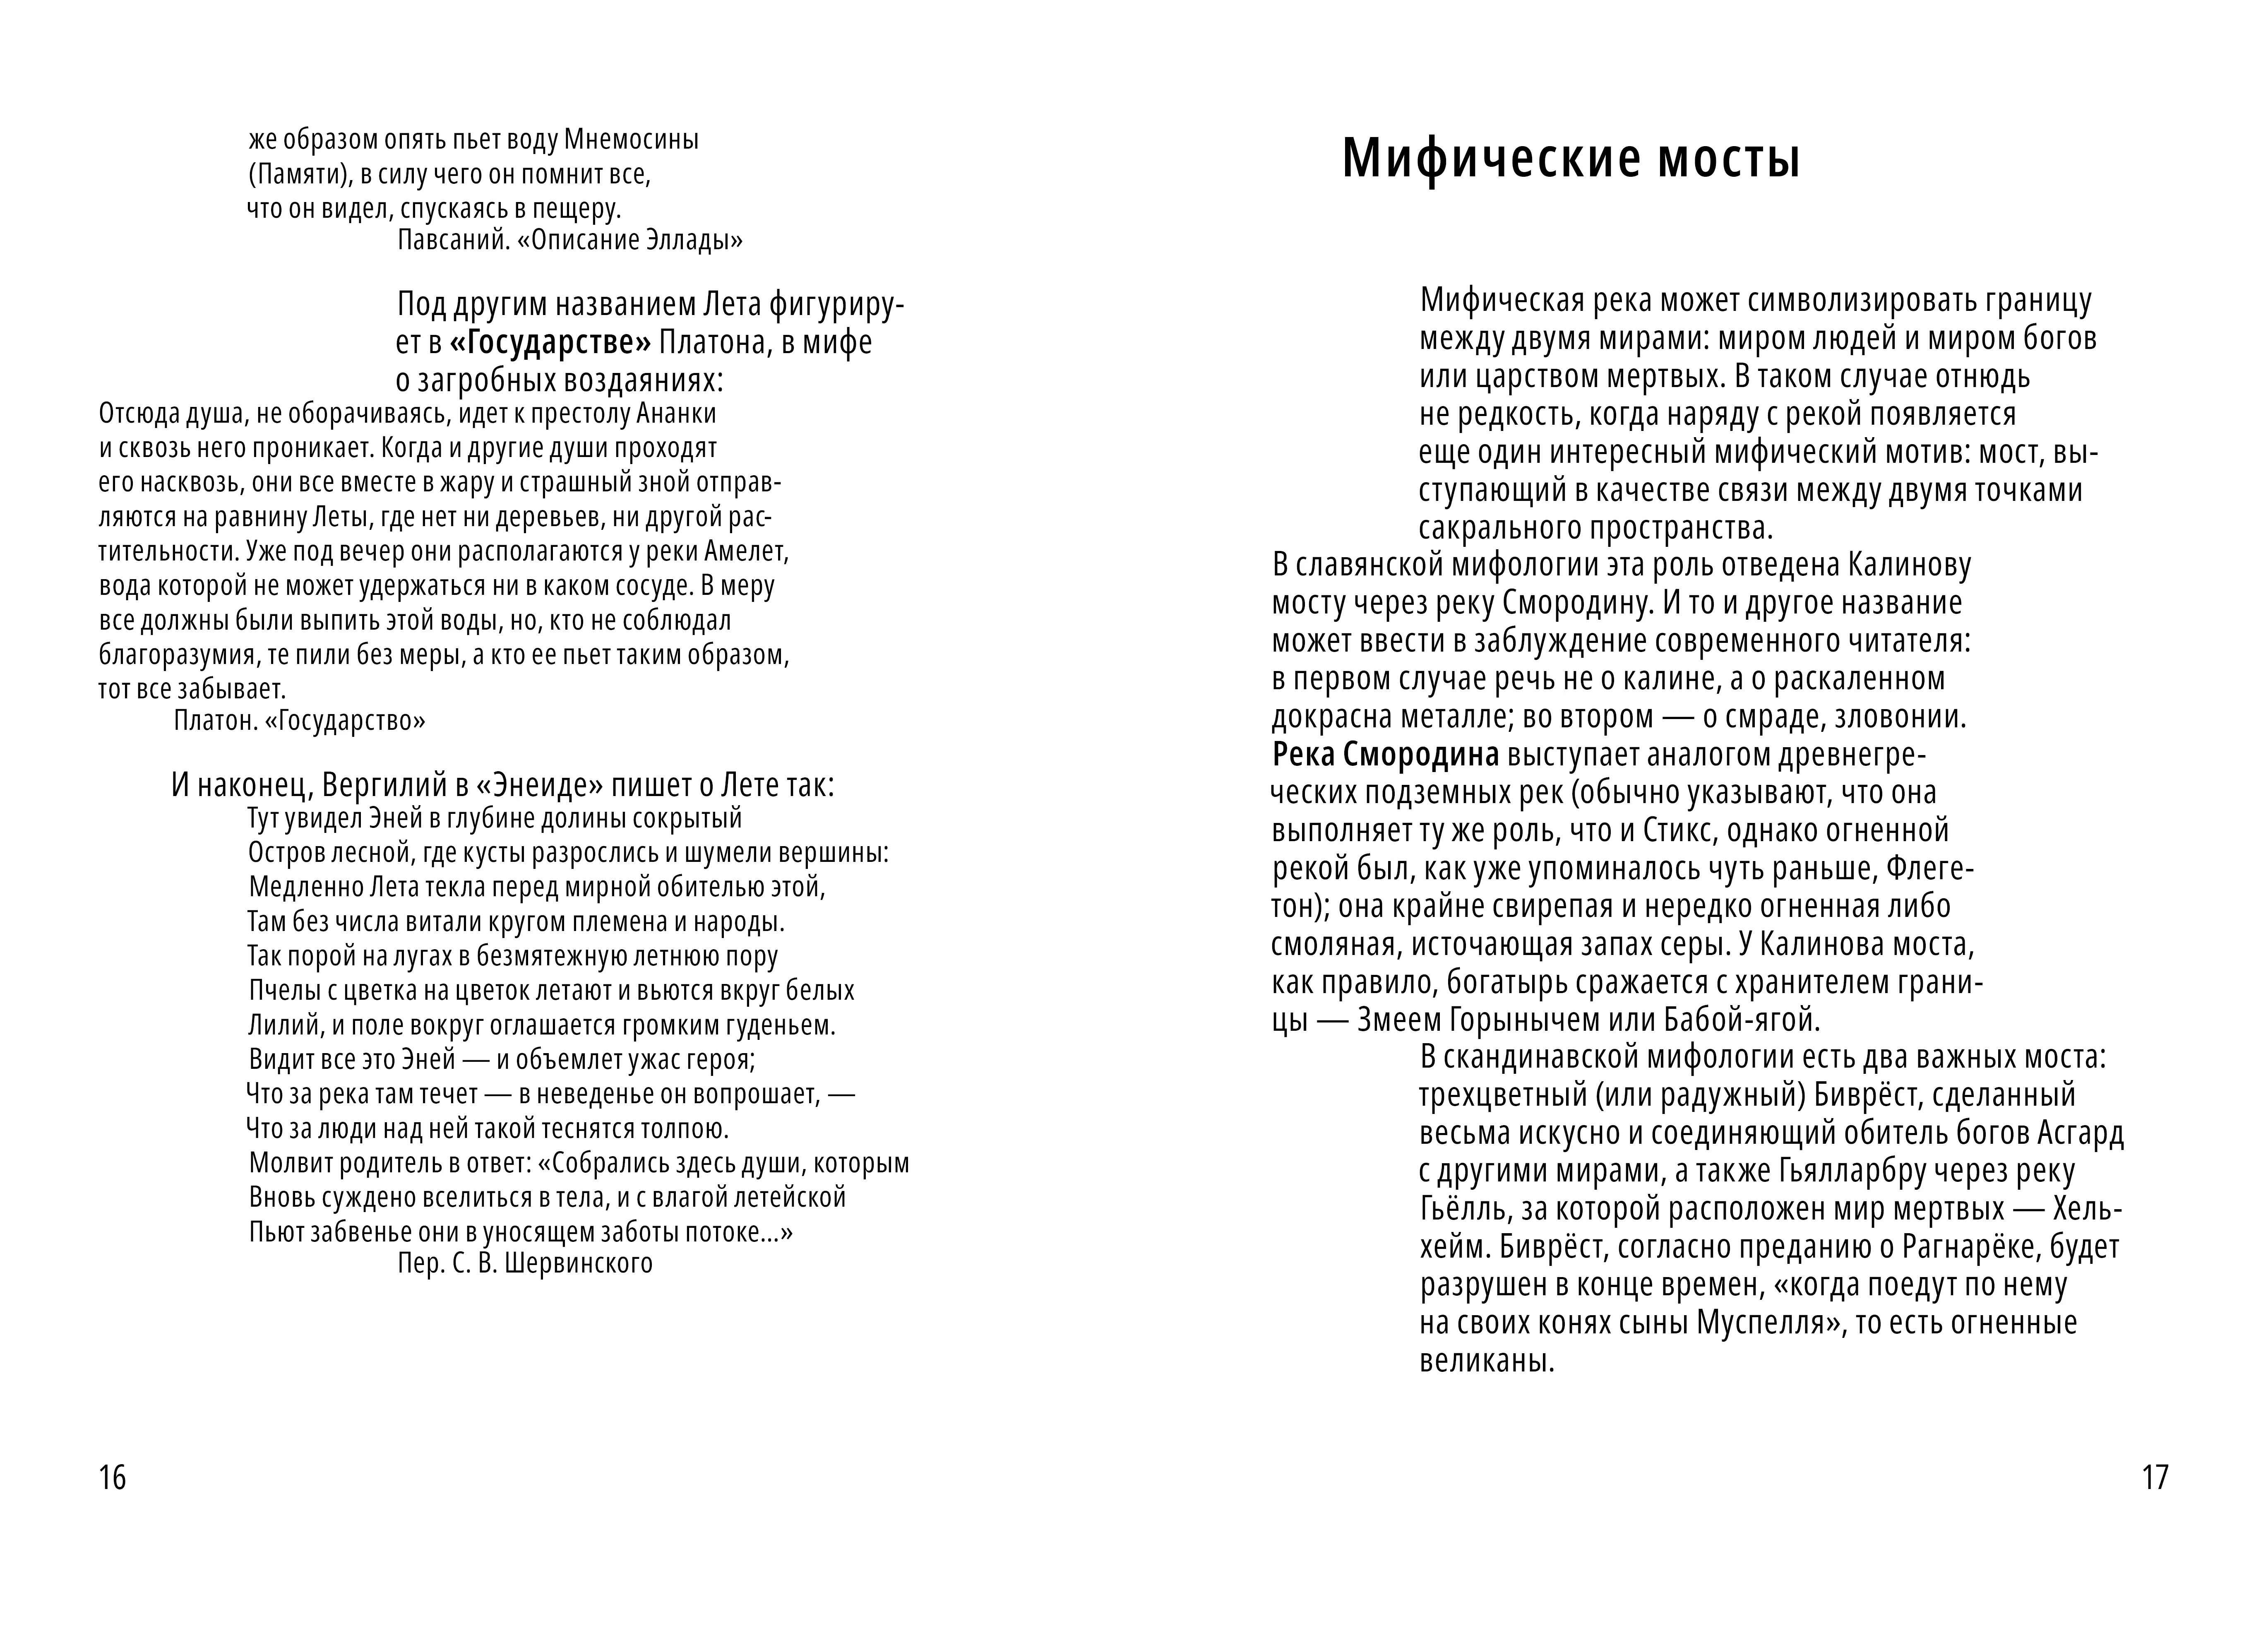 же образом опять пьет воду Мнемосины
(Памяти), в силу чего он помнит все,
что он видел, спускаясь в пещеру.
Павсаний. «Описание Эллады»
Под другим названием Лета фигуриру-
ет в «Государстве» Платона, в мифе
о загробных воздаяниях:
Отсюда душа, не оборачиваясь, идет к престолу Ананки
и сквозь него проникает. Когда и другие души проходят
его насквозь, они все вместе в жару и страшный зной отправ-
ляются на равнину Леты, где нет ни деревьев, ни другой рас-
тительности. Уже под вечер они располагаются у реки Амелет,
вода которой не может удержаться ни в каком сосуде. В меру
все должны были выпить этой воды, но, кто не соблюдал
благоразумия, те пили без меры, а кто ее пьет таким образом,
тот все забывает.
Платон. «Государство»
И наконец, Вергилий в «Энеиде» пишет о Лете так:
Тут увидел Эней в глубине долины сокрытый
Остров лесной, где кусты разрослись и шумели вершины:
Медленно Лета текла перед мирной обителью этой,
Там без числа витали кругом племена и народы.
Так порой на лугах в безмятежную летнюю пору
Пчелы с цветка на цветок летают и вьются вкруг белых
Лилий, и поле вокруг оглашается громким гуденьем.
Видит все это Эней — и объемлет ужас героя;
Что за река там течет — в неведенье он вопрошает, —
Что за люди над ней такой теснятся толпою.
Молвит родитель в ответ: «Собрались здесь души, которым
Вновь суждено вселиться в тела, и с влагой летейской
Пьют забвенье они в уносящем заботы потоке...»
Пер. С. В. Шервинского
16
Мифические мосты
Мифическая река может символизировать границу
между двумя мирами: миром людей и миром богов
или царством мертвых. В таком случае отнюдь
не редкость, когда наряду с рекой появляется
еще один интересный мифический мотив: мост, вы-
ступающий в качестве связи между двумя точками
сакрального пространства.
В славянской мифологии эта роль отведена Калинову
мосту через реку Смородину. И то и другое название
может ввести в заблуждение современного читателя:
в первом случае речь не о калине, а о раскаленном
докрасна металле; во втором — о смраде, зловонии.
Река Смородина выступает аналогом древнегре-
ческих подземных рек (обычно указывают, что она
выполняет ту же роль, что и Стикс, однако огненной
рекой был, как уже упоминалось чуть раньше, Флеге-
тон); она крайне свирепая и нередко огненная либо
смоляная, источающая запах серы. У Калинова моста,
как правило, богатырь сражается с хранителем грани-
цы — Змеем Горынычем или Бабой-ягой.
В скандинавской мифологии есть два важных моста:
трехцветный (или радужный) Биврёст, сделанный
весьма искусно и соединяющий обитель богов Асгард
с другими мирами, а также Гьялларбру через реку
Гьёлль, за которой расположен мир мертвых — Хель-
хейм. Биврёст, согласно преданию о Рагнарёке, будет
разрушен в конце времен, «когда поедут по нему
на своих конях сыны Муспелля», то есть огненные
великаны.
17